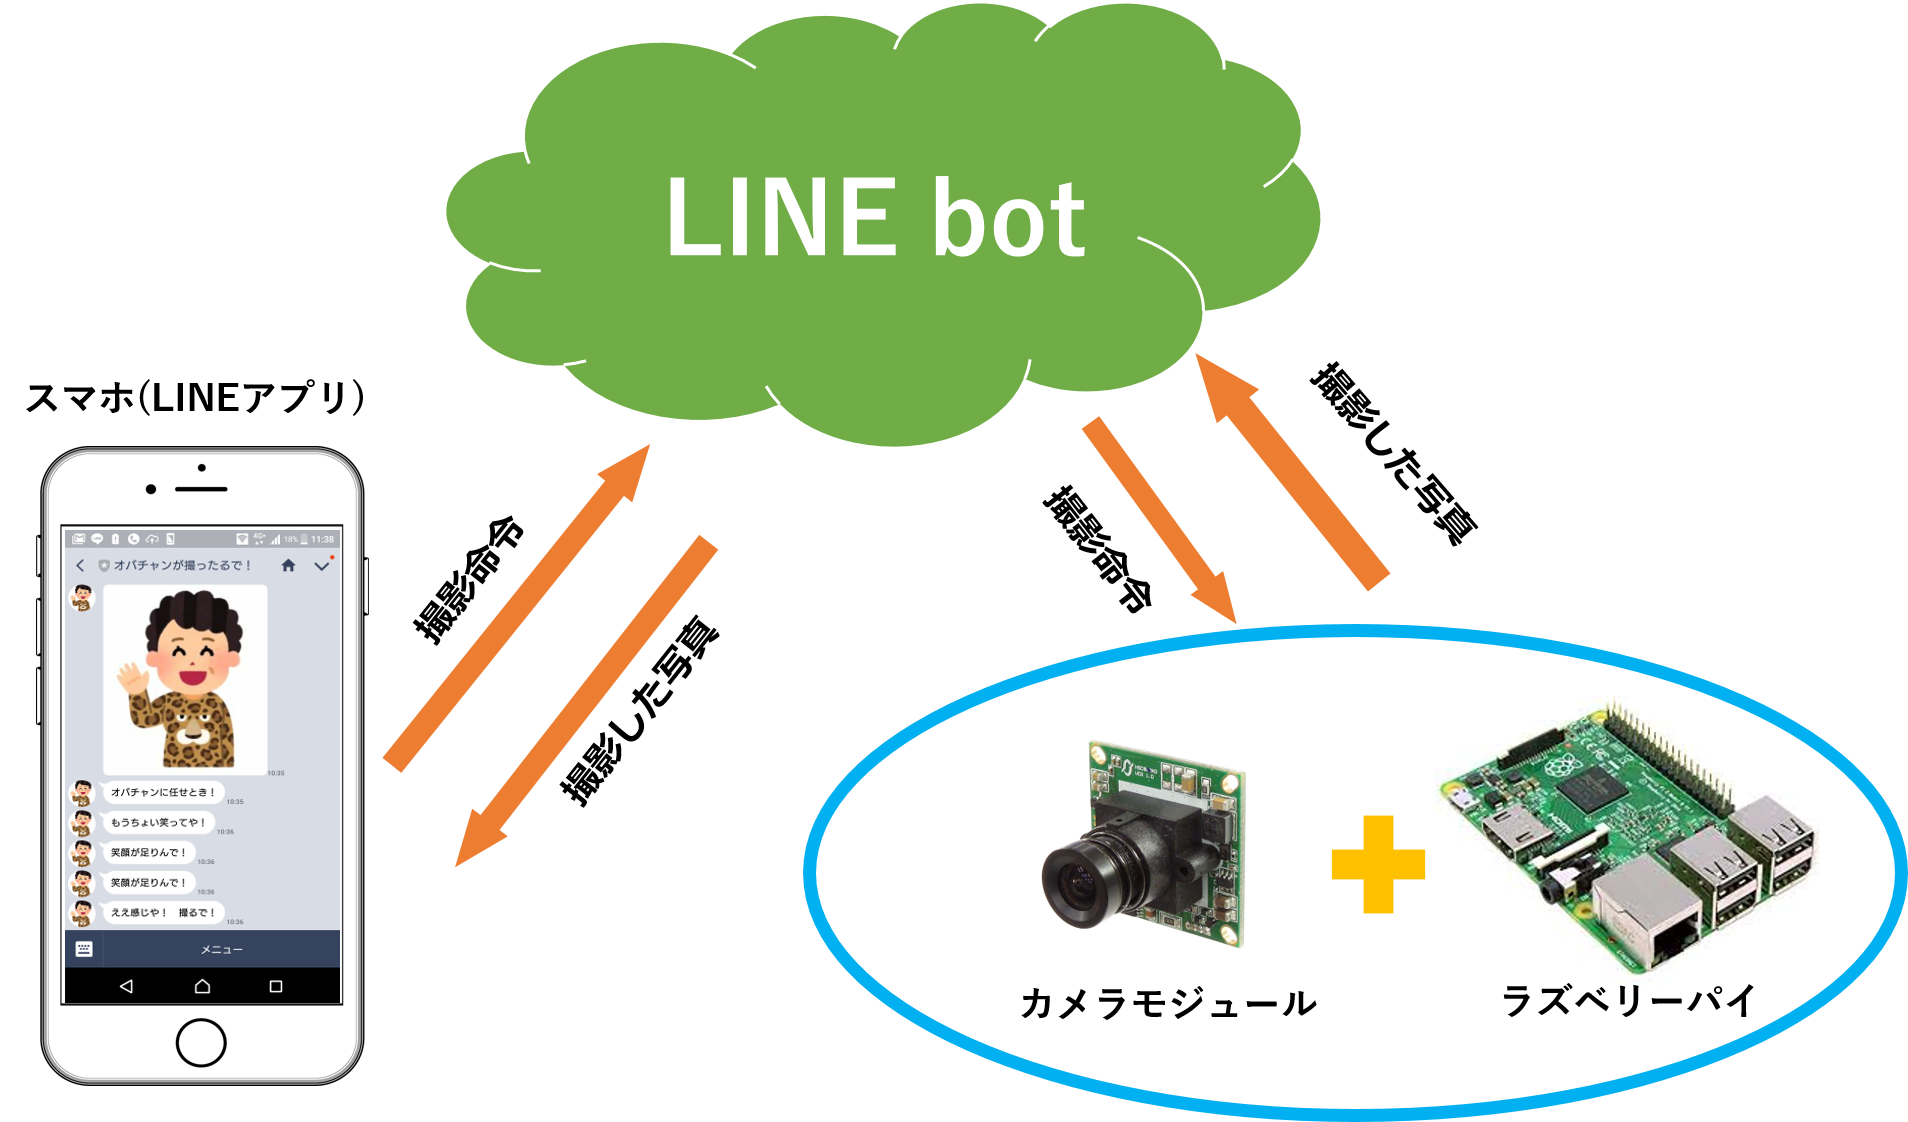 LINE bot
スマホ(LINEアプリ)
撮影命令
撮影した写真
撮影命令
撮影した写真
4G+
18%
11:38
オバチャンが撮ったるで！
10:35
オバチャンに任せとき！
10:35
もうちょい笑ってや！
10:36
笑顔が足りんで！
10:36
笑顔が足りんで！
10:36
ええ感じや！　撮るで！
10:36
メニュー
カメラモジュール
ラズベリーパイ
HDMI